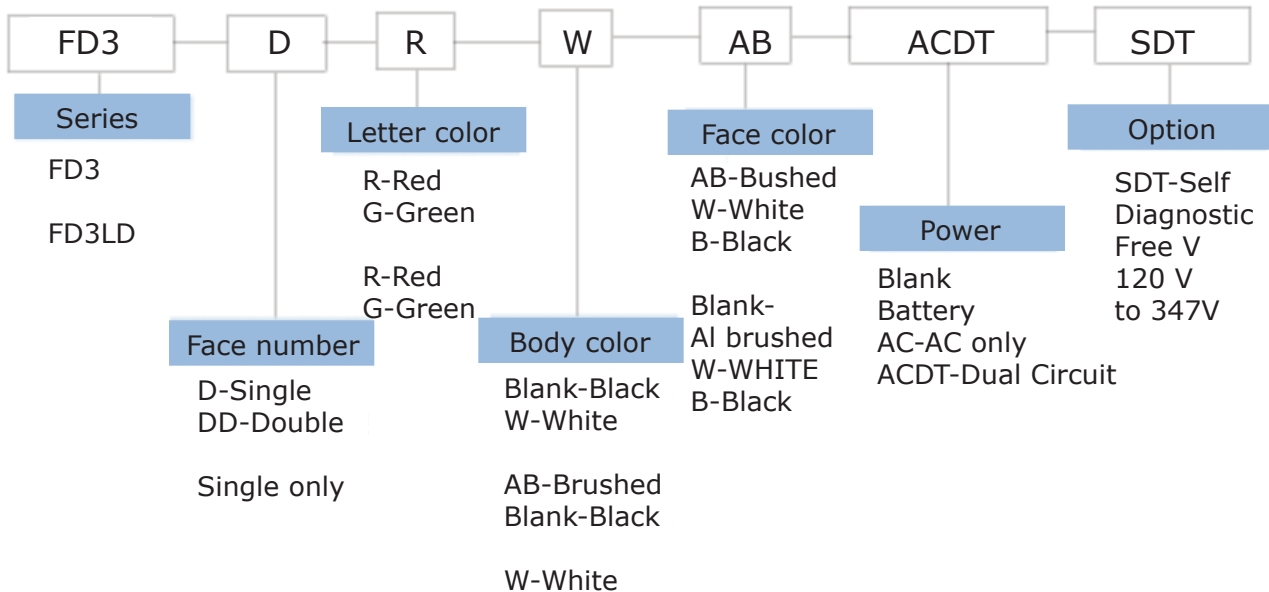 FD3 D R W AB ACDT SDT
Series
FD3
FD3LD
Face number
D-Single
DD-Double
Single only
Letter color
R-Red
G-Green
R-Red
G-Green
Body color
Blank-Black
W-White
AB-Brushed
Blank-Black
W-White
Face color
AB-Bushed
W-White
B-Black
Blank-
Al brushed
W-WHITE
B-Black
Power
Blank
Battery
AC-AC only
ACDT-Dual Circuit
Option
SDT-Self
Diagnostic
Free V
120 V
to 347V